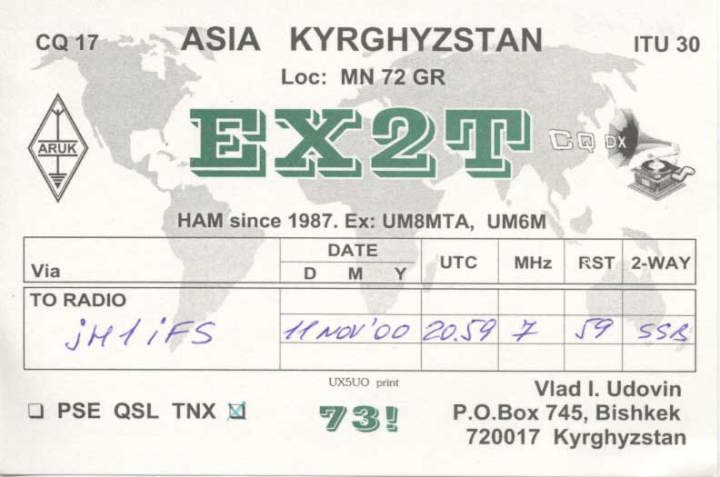 CQ 17 ASIA KYRGHYZSTAN ITU 30
Loc: MN 72 GR
ARUK EX2T CQ DX
HAM since 1987. Ex: UM8MTA, UM6M
Via DATE D M Y UTC MHz RST 2-WAY
TO RADIO
jH1iFS 11 NOV'00 20.59 7 59 SSB
UX5UO print
PSE QSL TNX 73! Vlad I. Udovin
P.O.Box 745, Bishkek
720017 Kyrghyzstan